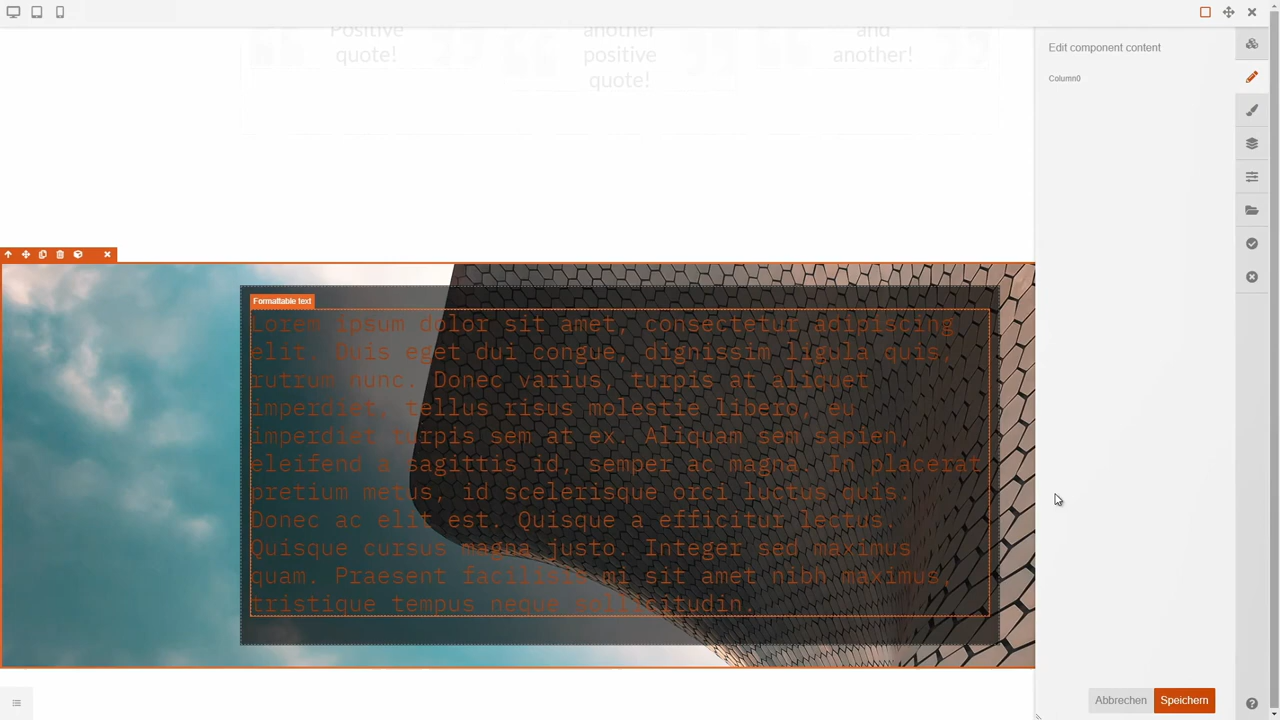 Positive
quote!
another
positive
quote!
and
another!
Edit component content
Column0
Formattable text
Lorem ipsum dolor sit amet, consectetur adipiscing
elit. Duis eget dui congue, dignissim ligula quis,
rutrum nunc. Donec varius, turpis at aliquet
imperdiet, tellus risus molestie libero, eu
imperdiet turpis sem at ex. Aliquam sem sapien,
eleifend a sagittis id, semper ac magna. In placerat
pretium metus, id scelerisque orci luctus quis.
Donec ac elit est. Quisque a efficitur lectus.
Quisque cursus magna justo. Integer sed maximus
quam. Praesent facilisis mi sit amet nibh maximus,
tristique tempus neque sollicitudin.
Abbrechen
Speichern